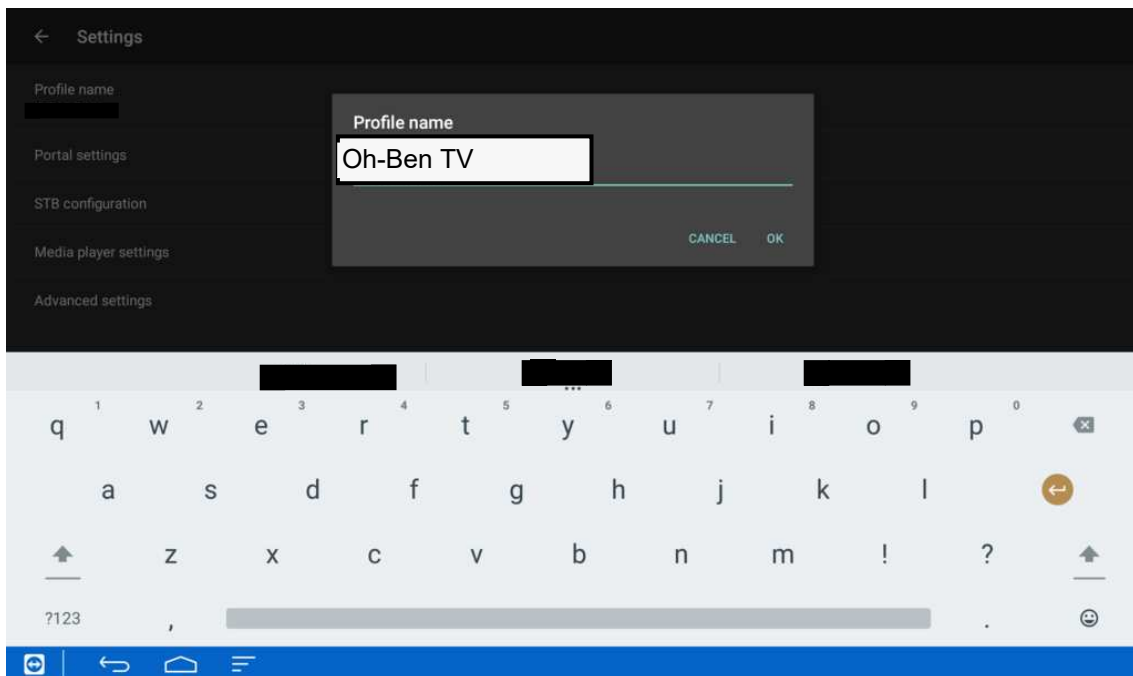 Settings
Profile name
Profile name
Oh-Ben TV
Portal settings
STB configuration
Media player settings
CANCEL OK
Advanced settings
1 2 3 4 5 6 7 8 9 0
q w e r t y u i o p
a s d f g h j k l
z x c v b n m ! ?
?123 , .